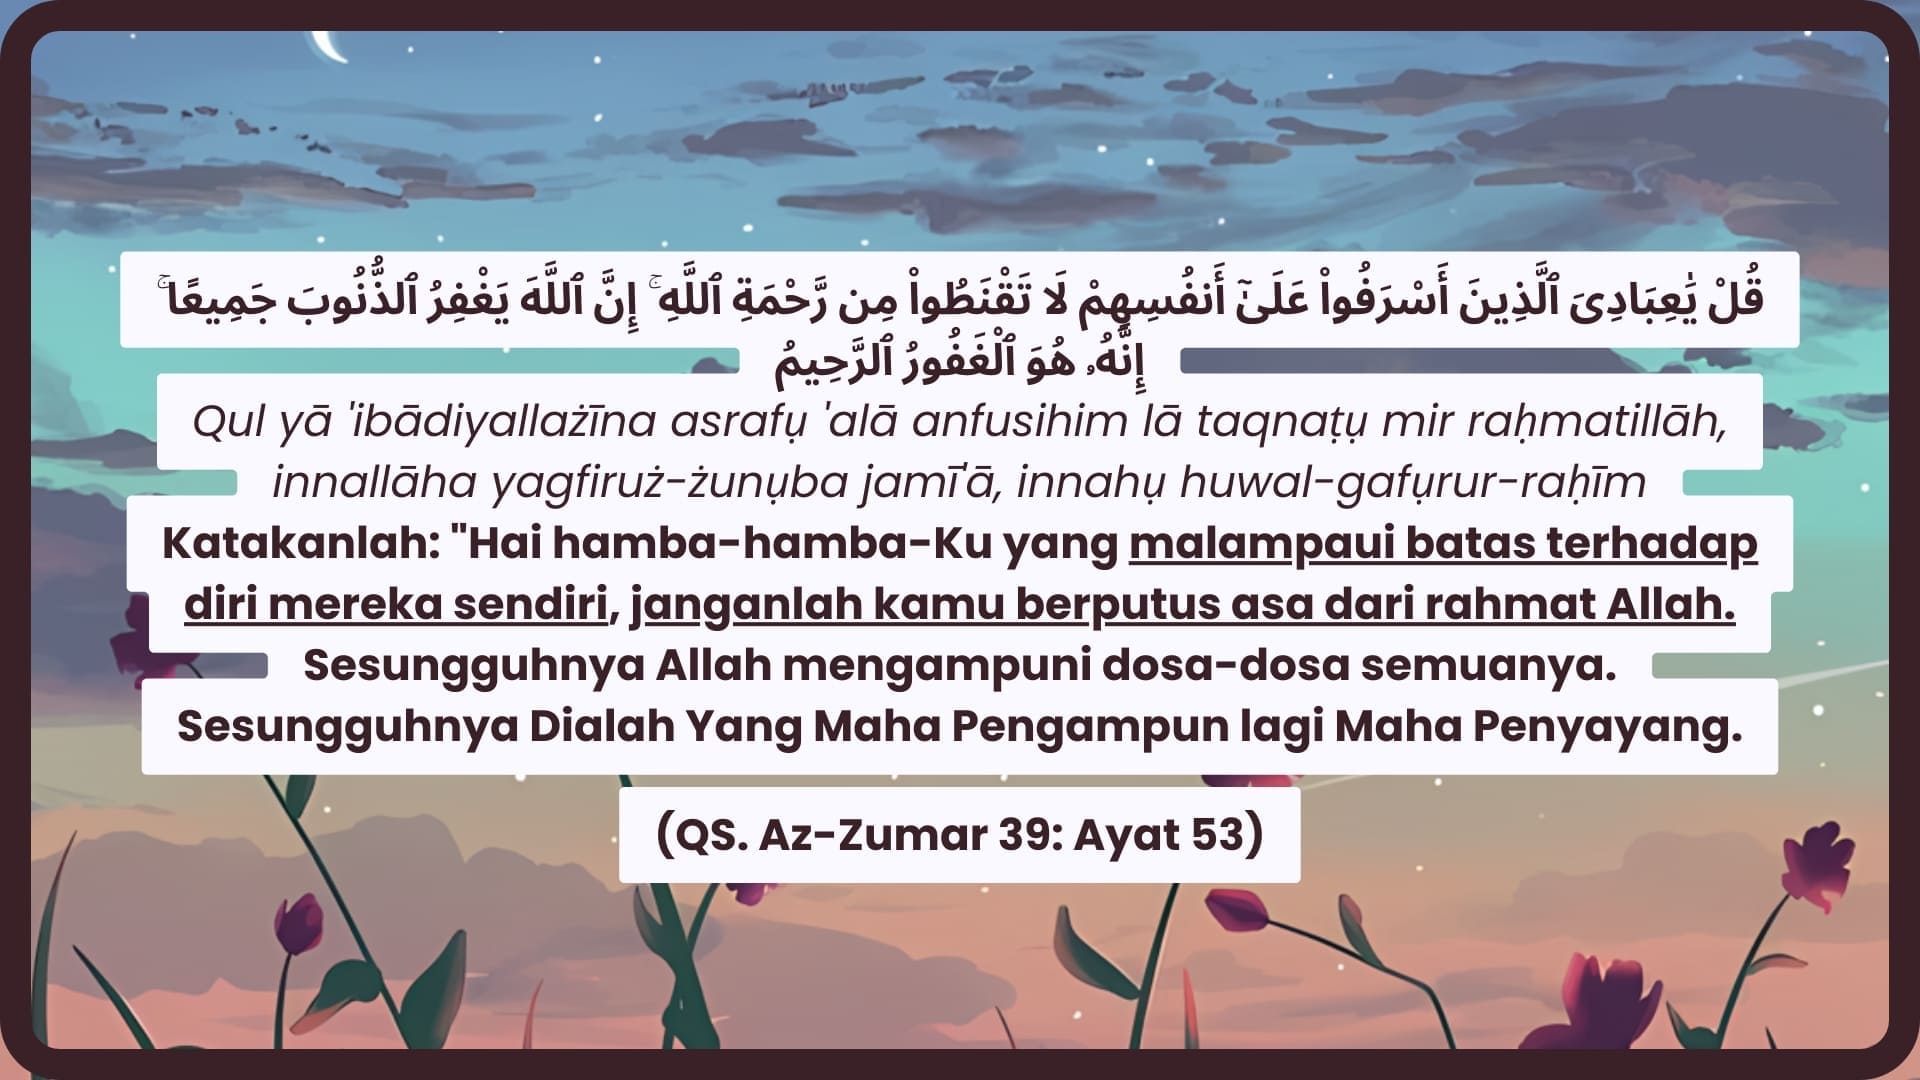 قُلْ يَٰعِبَادِىَ ٱلَّذِينَ أَسْرَفُوا۟ عَلَىٰٓ أَنفُسِهِمْ لَا تَقْنَطُوا۟ مِن رَّحْمَةِ ٱللَّهِ ۚ إِنَّ ٱللَّهَ يَغْفِرُ ٱلذُّنُوبَ جَمِيعًا ۚ
إِنَّهُۥ هُوَ ٱلْغَفُورُ ٱلرَّحِيمُ
Qul yā 'ibādiyallażīna asrafụ 'alā anfusihim lā taqnaṭụ mir raḥmatillāh,
innallāha yagfiruż-żunụba jamī'ā, innahụ huwal-gafụrur-raḥīm
Katakanlah: "Hai hamba-hamba-Ku yang malampaui batas terhadap
diri mereka sendiri, janganlah kamu berputus asa dari rahmat Allah.
Sesungguhnya Allah mengampuni dosa-dosa semuanya.
Sesungguhnya Dialah Yang Maha Pengampun lagi Maha Penyayang.
(QS. Az-Zumar 39: Ayat 53)